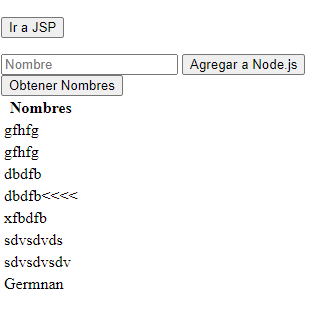 Ir a JSP
Nombre Agregar a Node.js
Obtener Nombres
Nombres
gfhfg
gfhfg
dbdfb
dbdfb<<<<
xfbdfb
sdvsdvds
sdvsdvsdv
Germnan